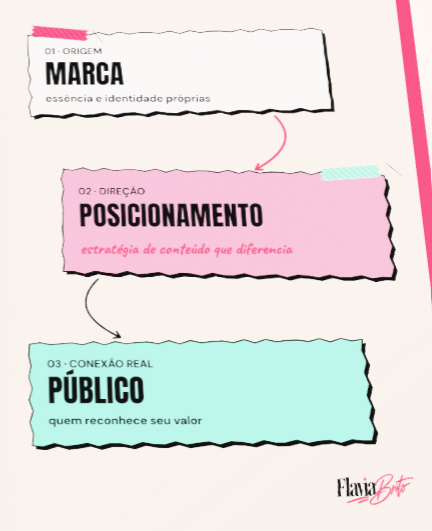 01 · ORIGEM
MARCA
essência e identidade próprias
02 · DIREÇÃO
POSICIONAMENTO
estratégia de conteúdo que diferencia
03 · CONEXÃO REAL
PÚBLICO
quem reconhece seu valor
Flavia Brito